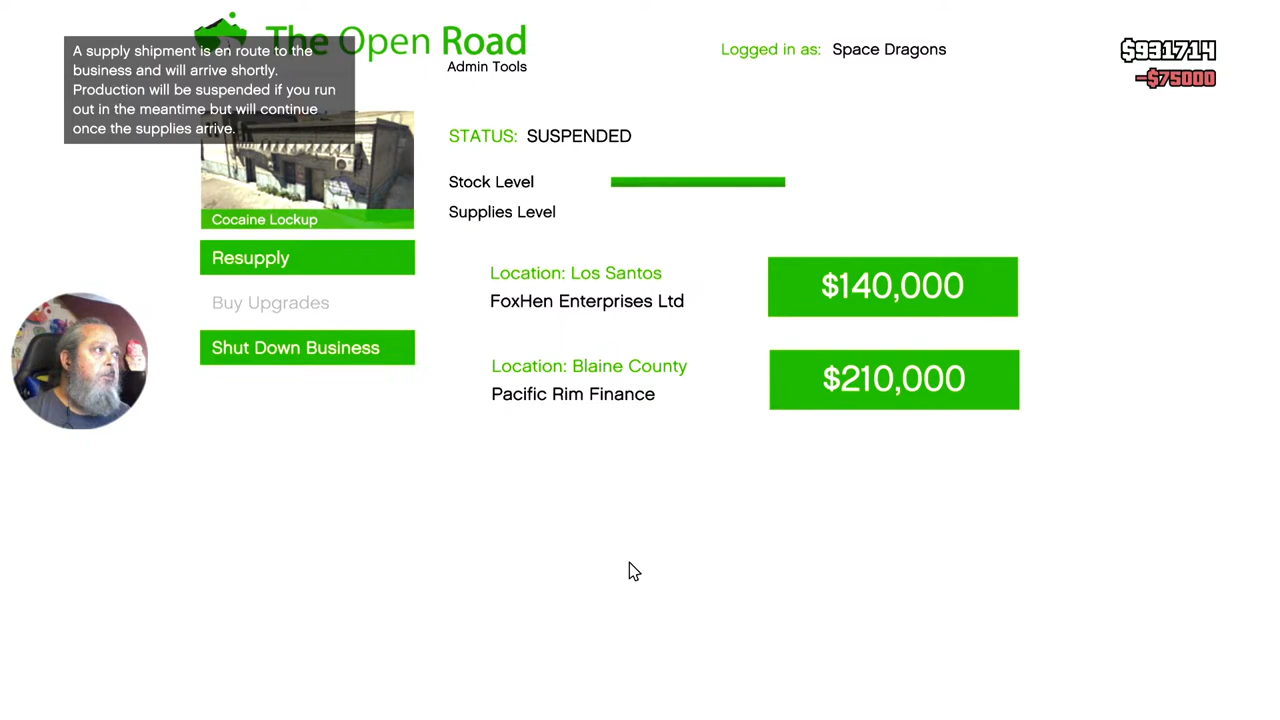 The Open Road
Admin Tools
Logged in as: Space Dragons
$931714
-$75000
A supply shipment is en route to the
business and will arrive shortly.
Production will be suspended if you run
out in the meantime but will continue
once the supplies arrive.
Cocaine Lockup
Resupply
Buy Upgrades
Shut Down Business
STATUS: SUSPENDED
Stock Level
Supplies Level
Location: Los Santos
FoxHen Enterprises Ltd
$140,000
Location: Blaine County
Pacific Rim Finance
$210,000